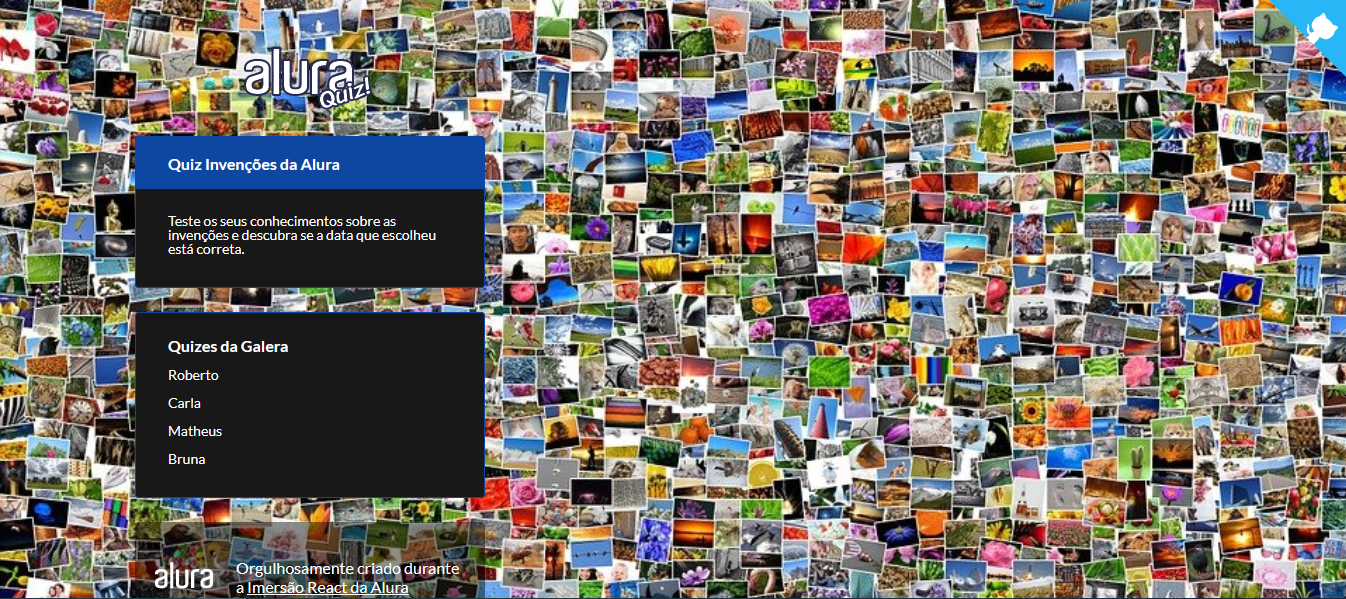 alura
Quiz!
Quiz Invenções da Alura
Teste os seus conhecimentos sobre as
invenções e descubra se a data que escolheu
está correta.
Quizes da Galera
Roberto
Carla
Matheus
Bruna
alura
Orgulhosamente criado durante
a Imersão React da Alura